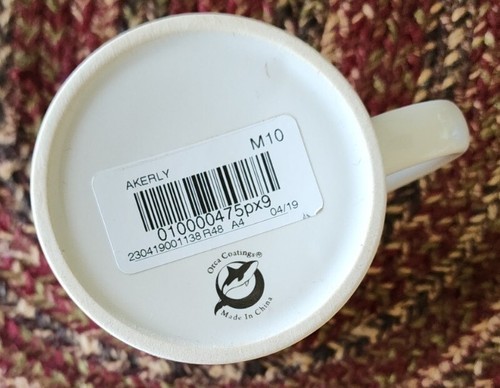 M10
AKERLY
010000475px9
230419001138 R48 A4 04/19
Orca Coatings®
Made In China